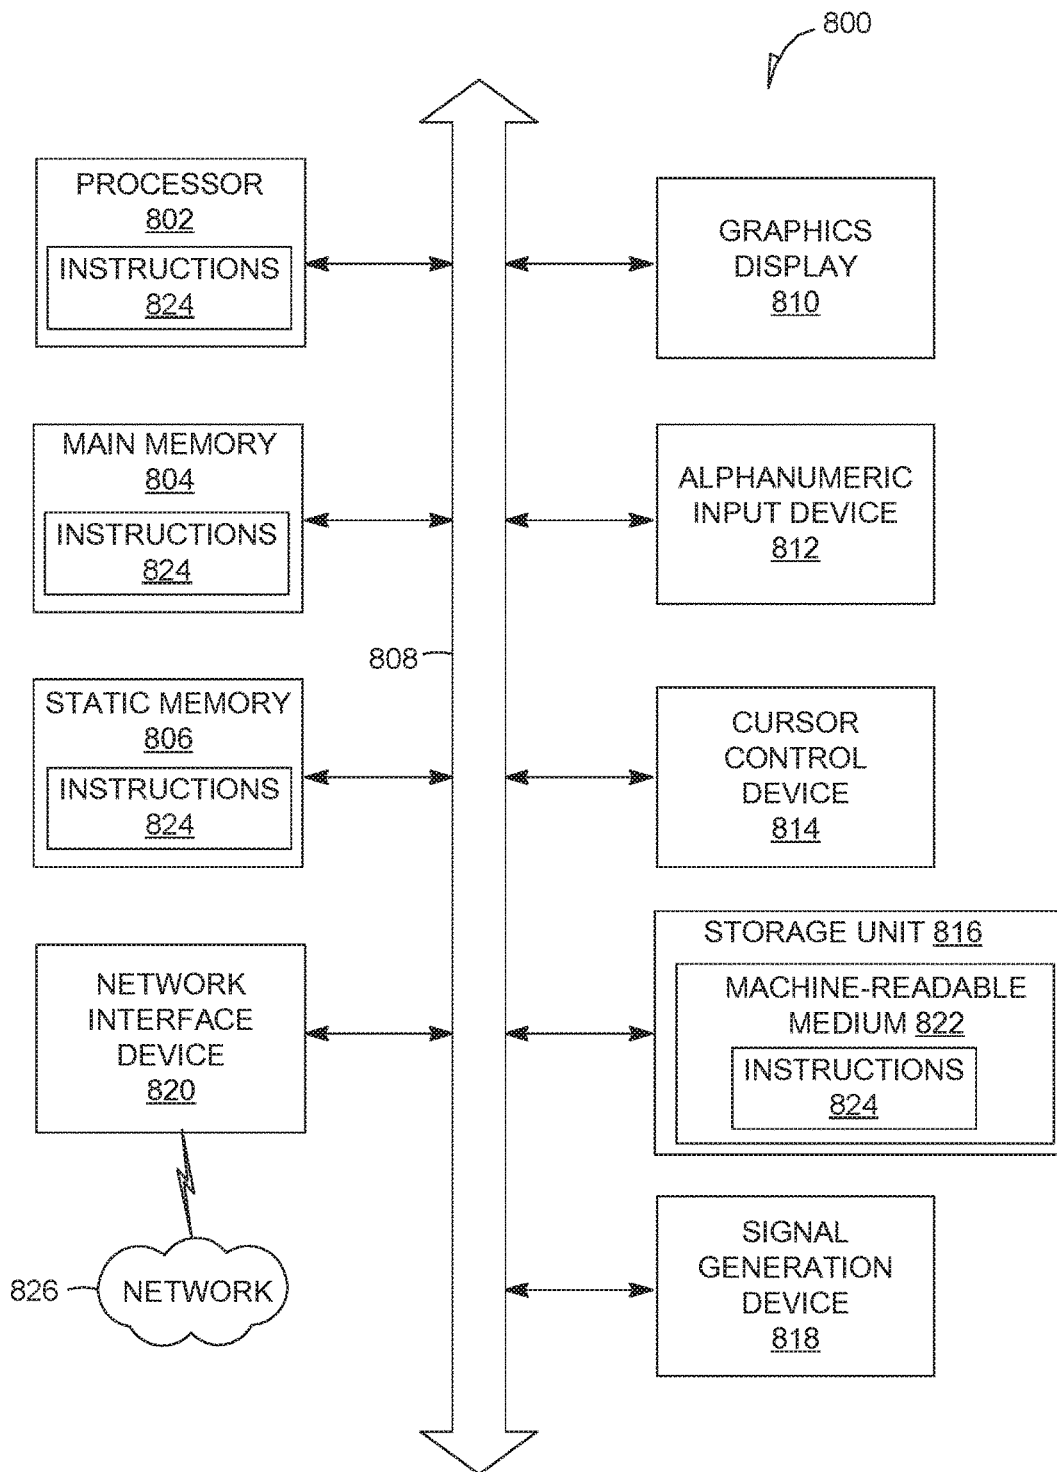 800
PROCESSOR
802
INSTRUCTIONS
824
MAIN MEMORY
804
INSTRUCTIONS
824
808
STATIC MEMORY
806
INSTRUCTIONS
824
NETWORK
INTERFACE
DEVICE
820
826
NETWORK
GRAPHICS
DISPLAY
810
ALPHANUMERIC
INPUT DEVICE
812
CURSOR
CONTROL
DEVICE
814
STORAGE UNIT 816
MACHINE-READABLE
MEDIUM 822
INSTRUCTIONS
824
SIGNAL
GENERATION
DEVICE
818